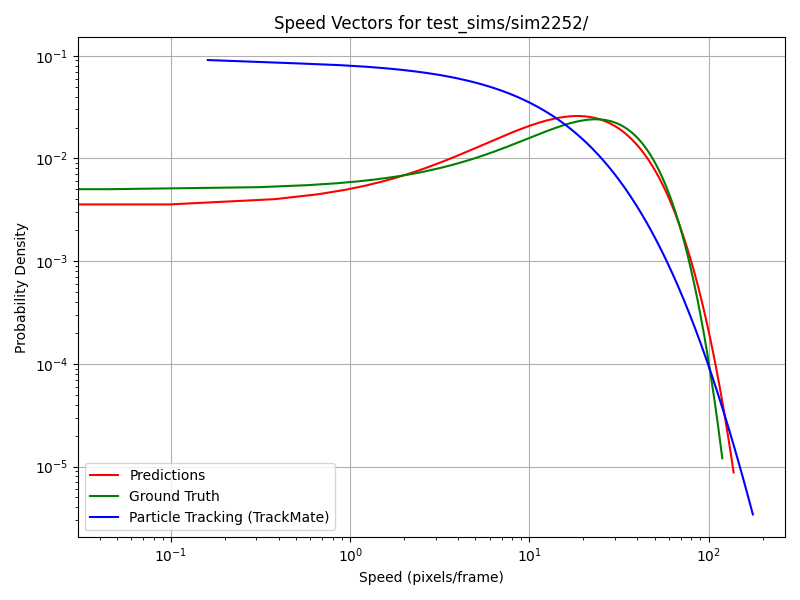 Speed Vectors for test_sims/sim2252/
Probability Density
10⁻¹
10⁻²
10⁻³
10⁻⁴
10⁻⁵
Predictions
Ground Truth
Particle Tracking (TrackMate)
10⁻¹ 10⁰ 10¹ 10²
Speed (pixels/frame)